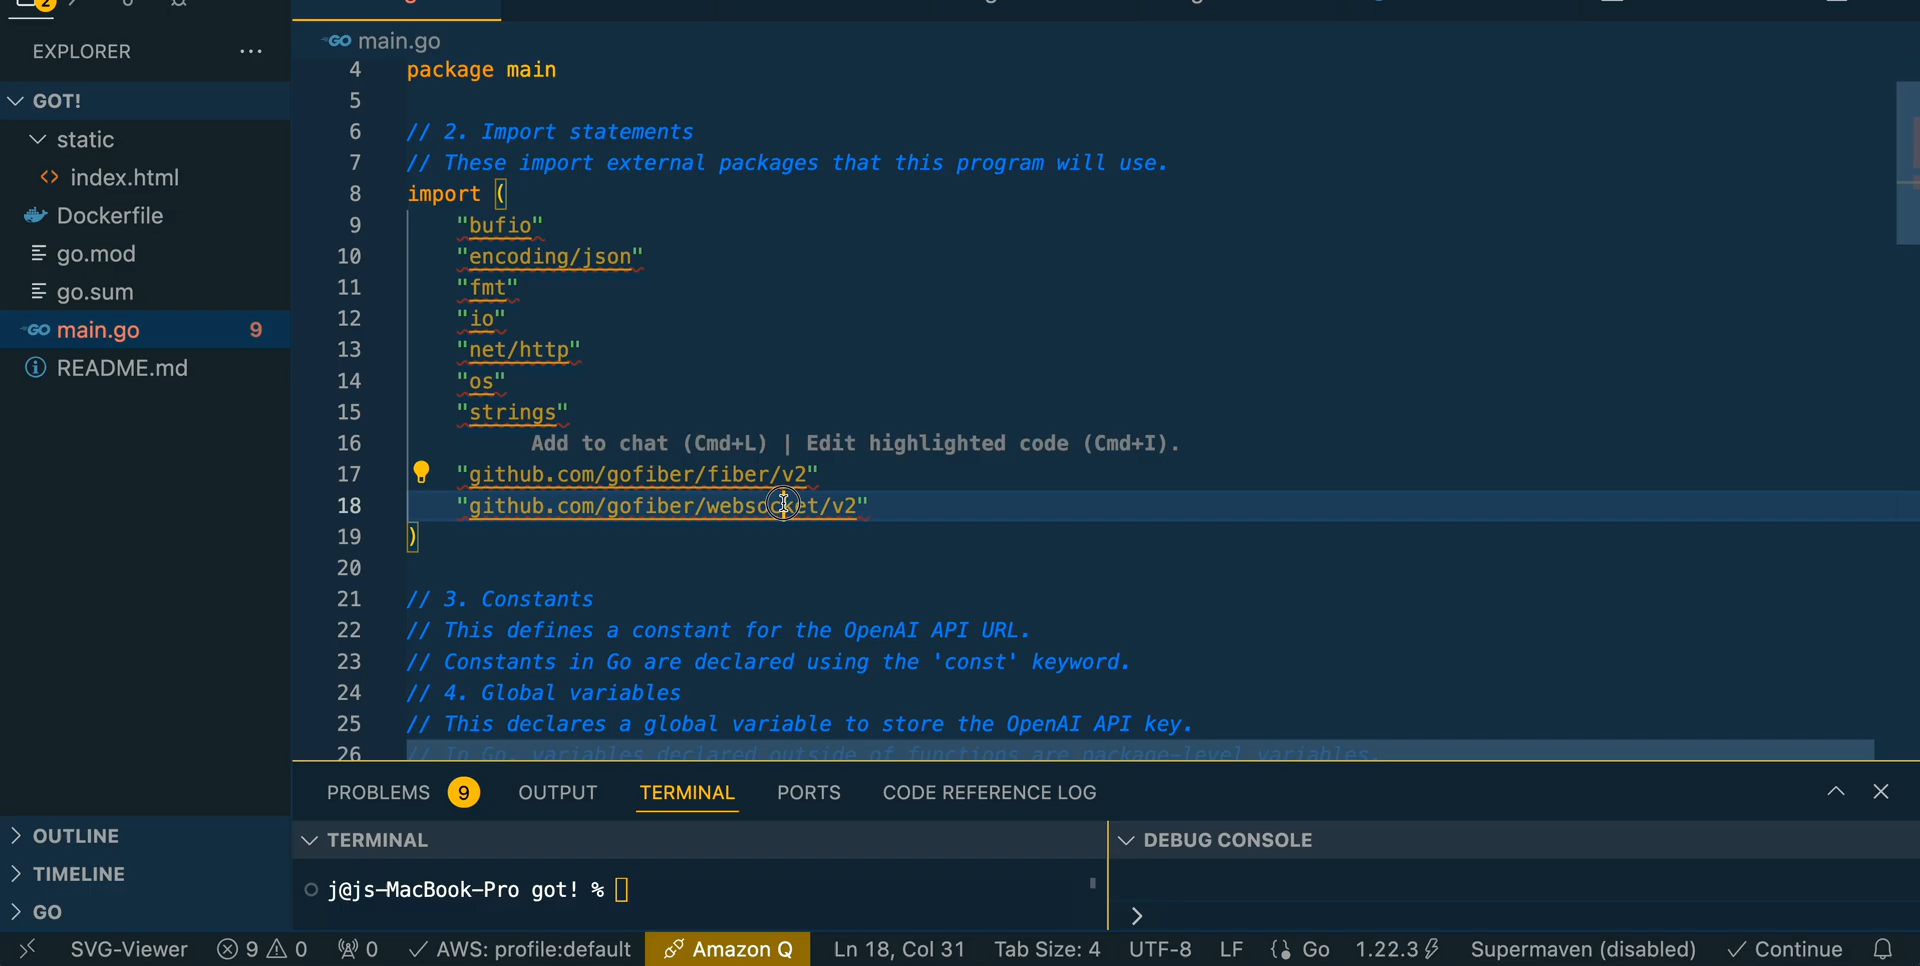 2
EXPLORER ...
GOT!
static
index.html
Dockerfile
go.mod
go.sum
main.go 9
README.md
OUTLINE
TIMELINE
GO
GO main.go
4 package main
5
6 // 2. Import statements
7 // These import external packages that this program will use.
8 import (
9 "bufio"
10 "encoding/json"
11 "fmt"
12 "io"
13 "net/http"
14 "os"
15 "strings"
16 Add to chat (Cmd+L) | Edit highlighted code (Cmd+I).
17 "github.com/gofiber/fiber/v2"
18 "github.com/gofiber/websocket/v2"
19 )
20
21 // 3. Constants
22 // This defines a constant for the OpenAI API URL.
23 // Constants in Go are declared using the 'const' keyword.
24 // 4. Global variables
25 // This declares a global variable to store the OpenAI API key.
26 // In Go, variables declared outside of functions are package-level variables.
PROBLEMS 9 OUTPUT TERMINAL PORTS CODE REFERENCE LOG
TERMINAL
j@js-MacBook-Pro got! %
DEBUG CONSOLE
>
SVG-Viewer 9 0 0 AWS: profile:default Amazon Q Ln 18, Col 31 Tab Size: 4 UTF-8 LF Go 1.22.3 Supermaven (disabled) Continue